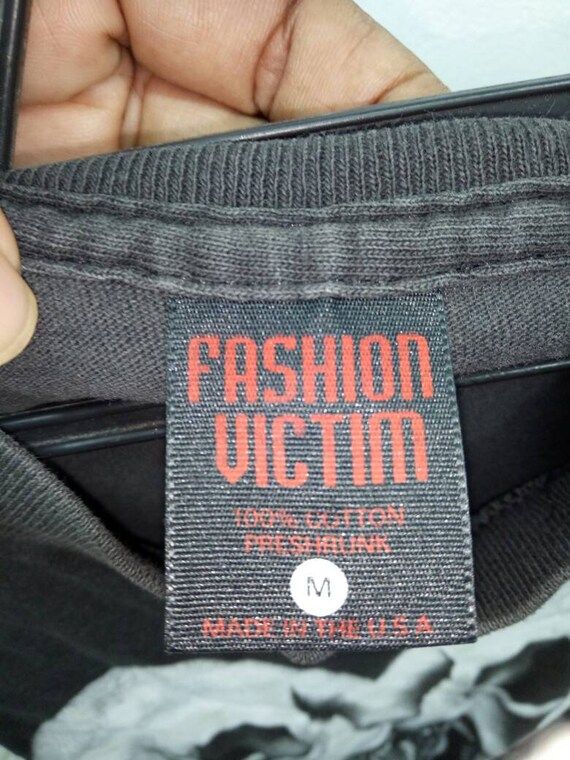 FASHION
VICTIM
100% COTTON
PRESHRUNK
M
MADE IN THE U.S.A